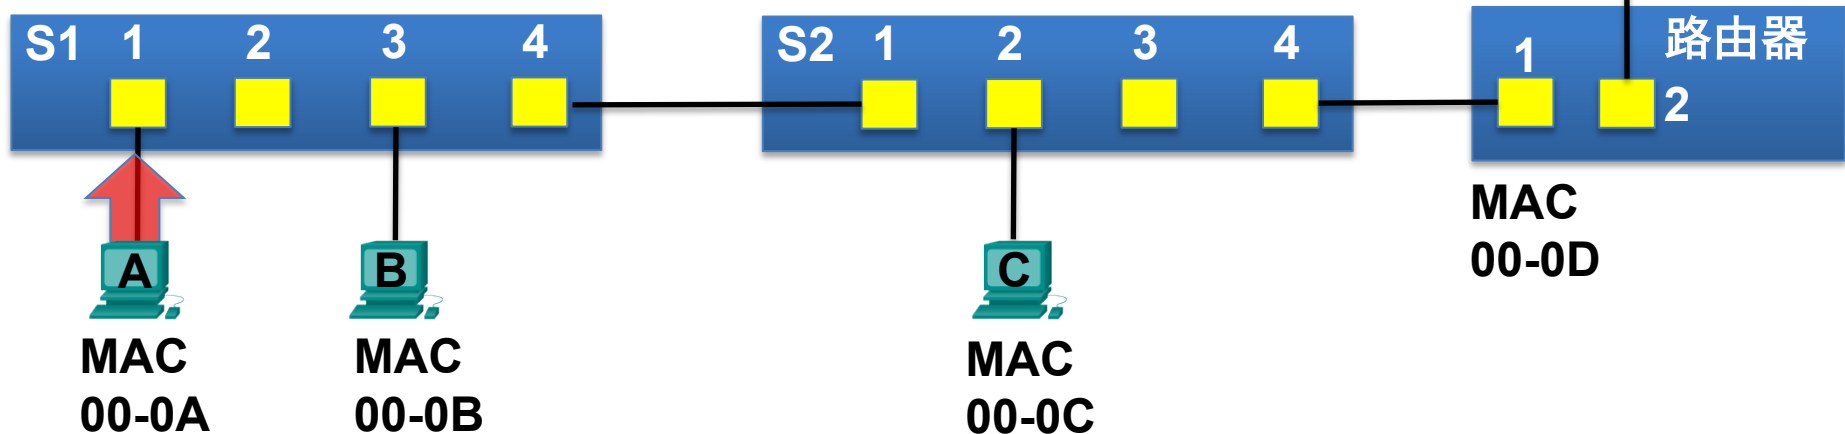 S1 1 2 3 4
S2 1 2 3 4
路由器
1
2
A
B
C
MAC
00-0A
MAC
00-0B
MAC
00-0C
MAC
00-0D